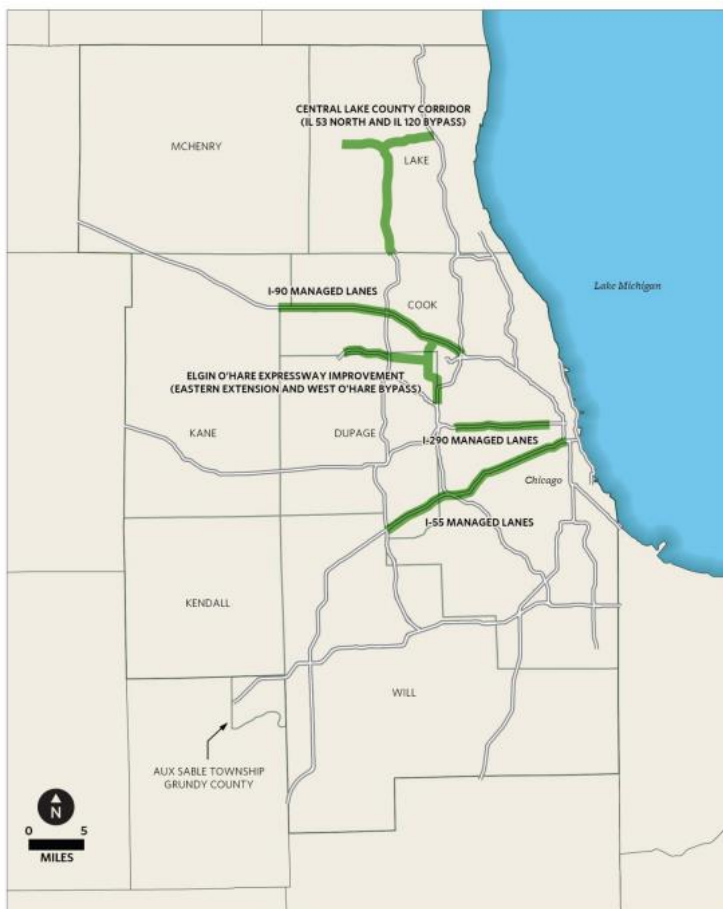 CENTRAL LAKE COUNTY CORRIDOR
(IL 53 NORTH AND IL 120 BYPASS)
MCHENRY
LAKE
Lake Michigan
I-90 MANAGED LANES
COOK
ELGIN O'HARE EXPRESSWAY IMPROVEMENT
(EASTERN EXTENSION AND WEST O'HARE BYPASS)
KANE
DUPAGE
I-290 MANAGED LANES
Chicago
I-55 MANAGED LANES
KENDALL
WILL
AUX SABLE TOWNSHIP
GRUNDY COUNTY
N
0 5
MILES